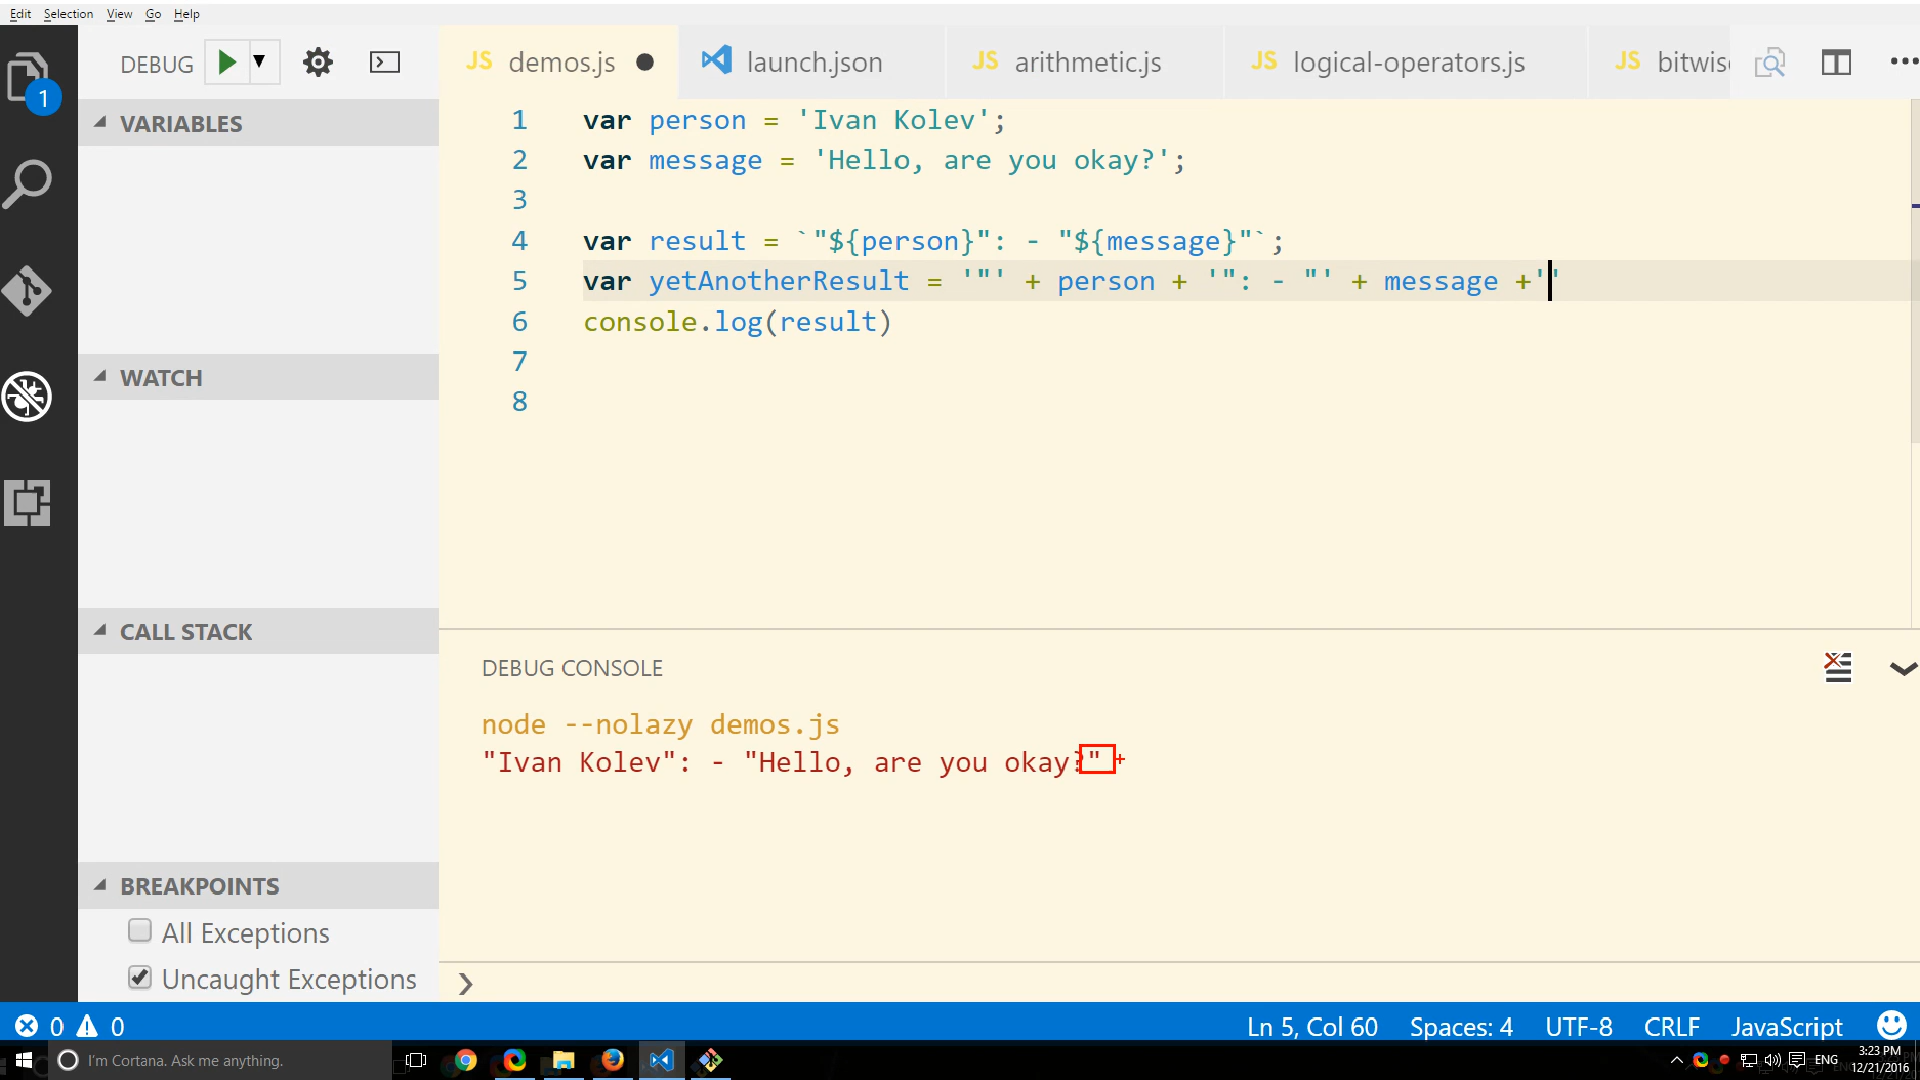 Edit Selection View Go Help
DEBUG
JS demos.js
launch.json
JS arithmetic.js
JS logical-operators.js
JS bitwis
1
VARIABLES
WATCH
CALL STACK
BREAKPOINTS
All Exceptions
Uncaught Exceptions
1 var person = 'Ivan Kolev';
2 var message = 'Hello, are you okay?';
3
4 var result = `"${person}": - "${message}"`;
5 var yetAnotherResult = '"' + person + '": - "' + message +''
6 console.log(result)
7
8
DEBUG CONSOLE
node --nolazy demos.js
"Ivan Kolev": - "Hello, are you okay?"
0 0
Ln 5, Col 60 Spaces: 4 UTF-8 CRLF JavaScript
I'm Cortana. Ask me anything.
ENG
3:23 PM
12/21/2016